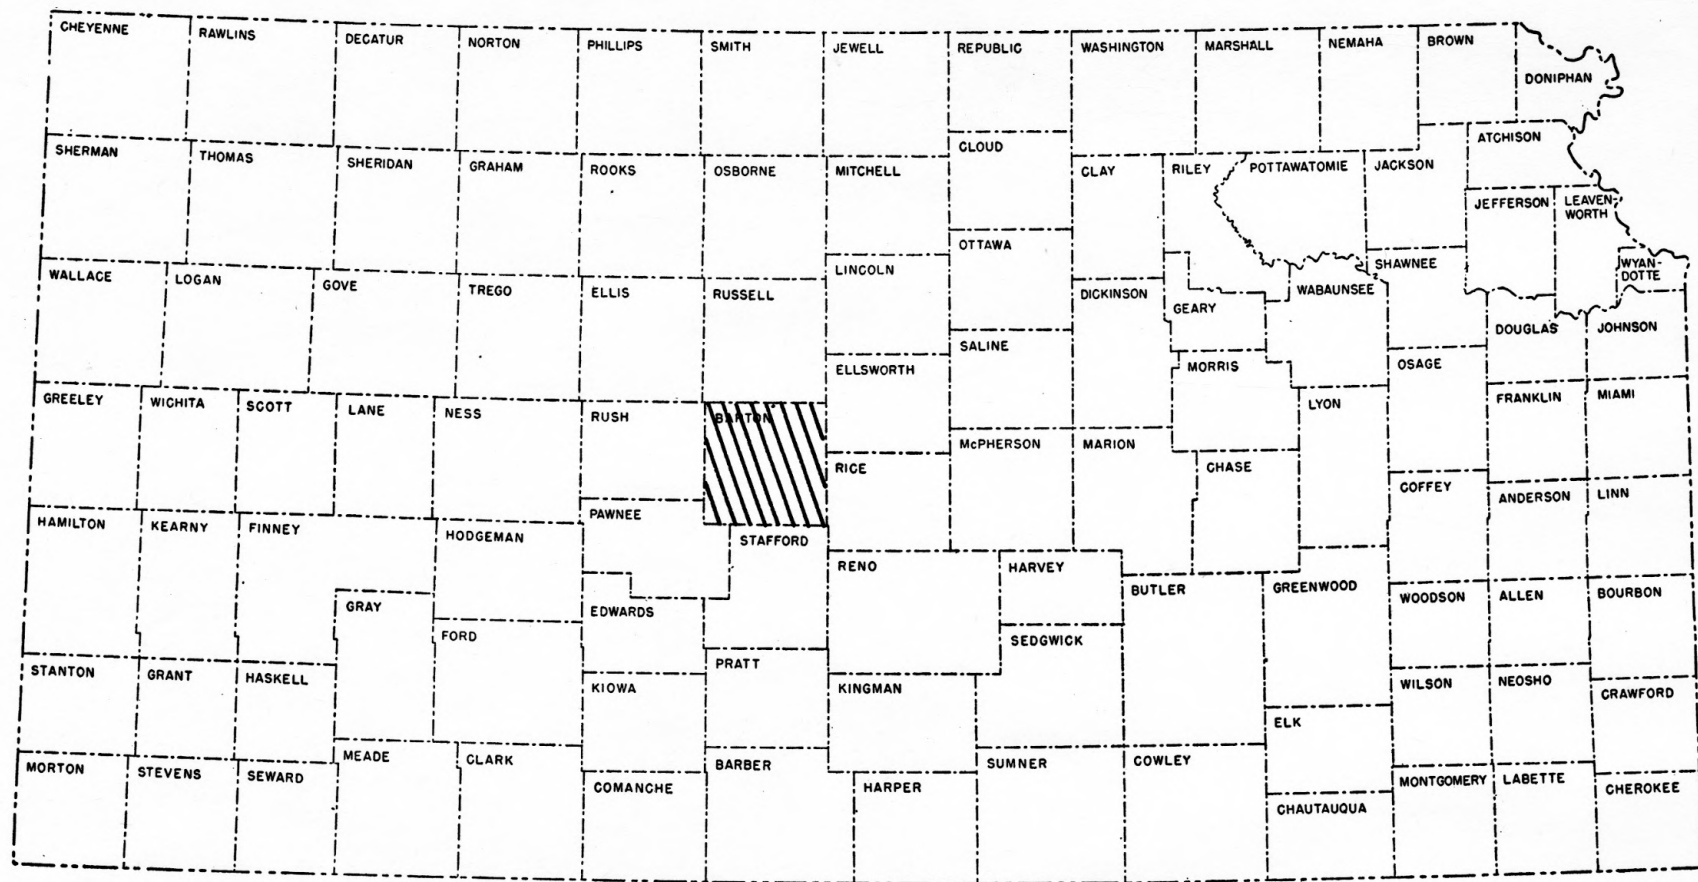 CHEYENNE
RAWLINS
DECATUR
NORTON
PHILLIPS
SMITH
JEWELL
REPUBLIC
WASHINGTON
MARSHALL
NEMAHA
BROWN
DONIPHAN
SHERMAN
THOMAS
SHERIDAN
GRAHAM
ROOKS
OSBORNE
MITCHELL
CLOUD
CLAY
RILEY
POTTAWATOMIE
JACKSON
ATCHISON
JEFFERSON
LEAVEN-
WORTH
WALLACE
LOGAN
GOVE
TREGO
ELLIS
RUSSELL
LINCOLN
OTTAWA
DICKINSON
GEARY
WABAUNSEE
SHAWNEE
WYAN-
DOTTE
DOUGLAS
JOHNSON
GREELEY
WICHITA
SCOTT
LANE
NESS
RUSH
BARTON
ELLSWORTH
SALINE
MORRIS
LYON
OSAGE
FRANKLIN
MIAMI
RICE
McPHERSON
MARION
CHASE
COFFEY
ANDERSON
LINN
HAMILTON
KEARNY
FINNEY
HODGEMAN
PAWNEE
STAFFORD
RENO
HARVEY
BUTLER
GREENWOOD
WOODSON
ALLEN
BOURBON
GRAY
FORD
EDWARDS
PRATT
SEDGWICK
STANTON
GRANT
HASKELL
KIOWA
KINGMAN
ELK
WILSON
NEOSHO
CRAWFORD
MORTON
STEVENS
SEWARD
MEADE
CLARK
COMANCHE
BARBER
HARPER
SUMNER
COWLEY
CHAUTAUQUA
MONTGOMERY
LABETTE
CHEROKEE